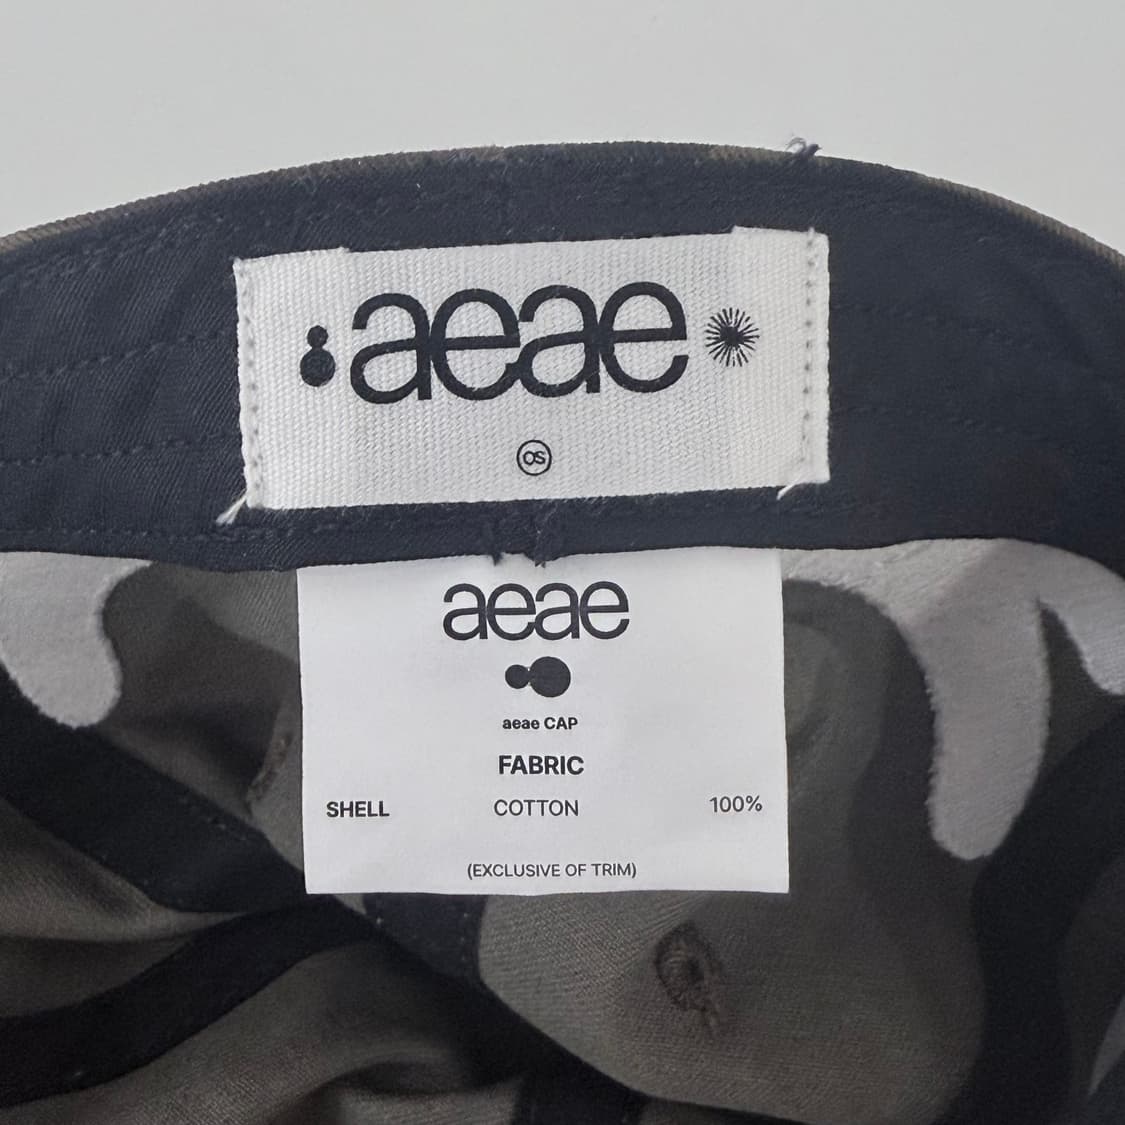 aeae
OS
aeae
aeae CAP
FABRIC
SHELL COTTON 100%
(EXCLUSIVE OF TRIM)